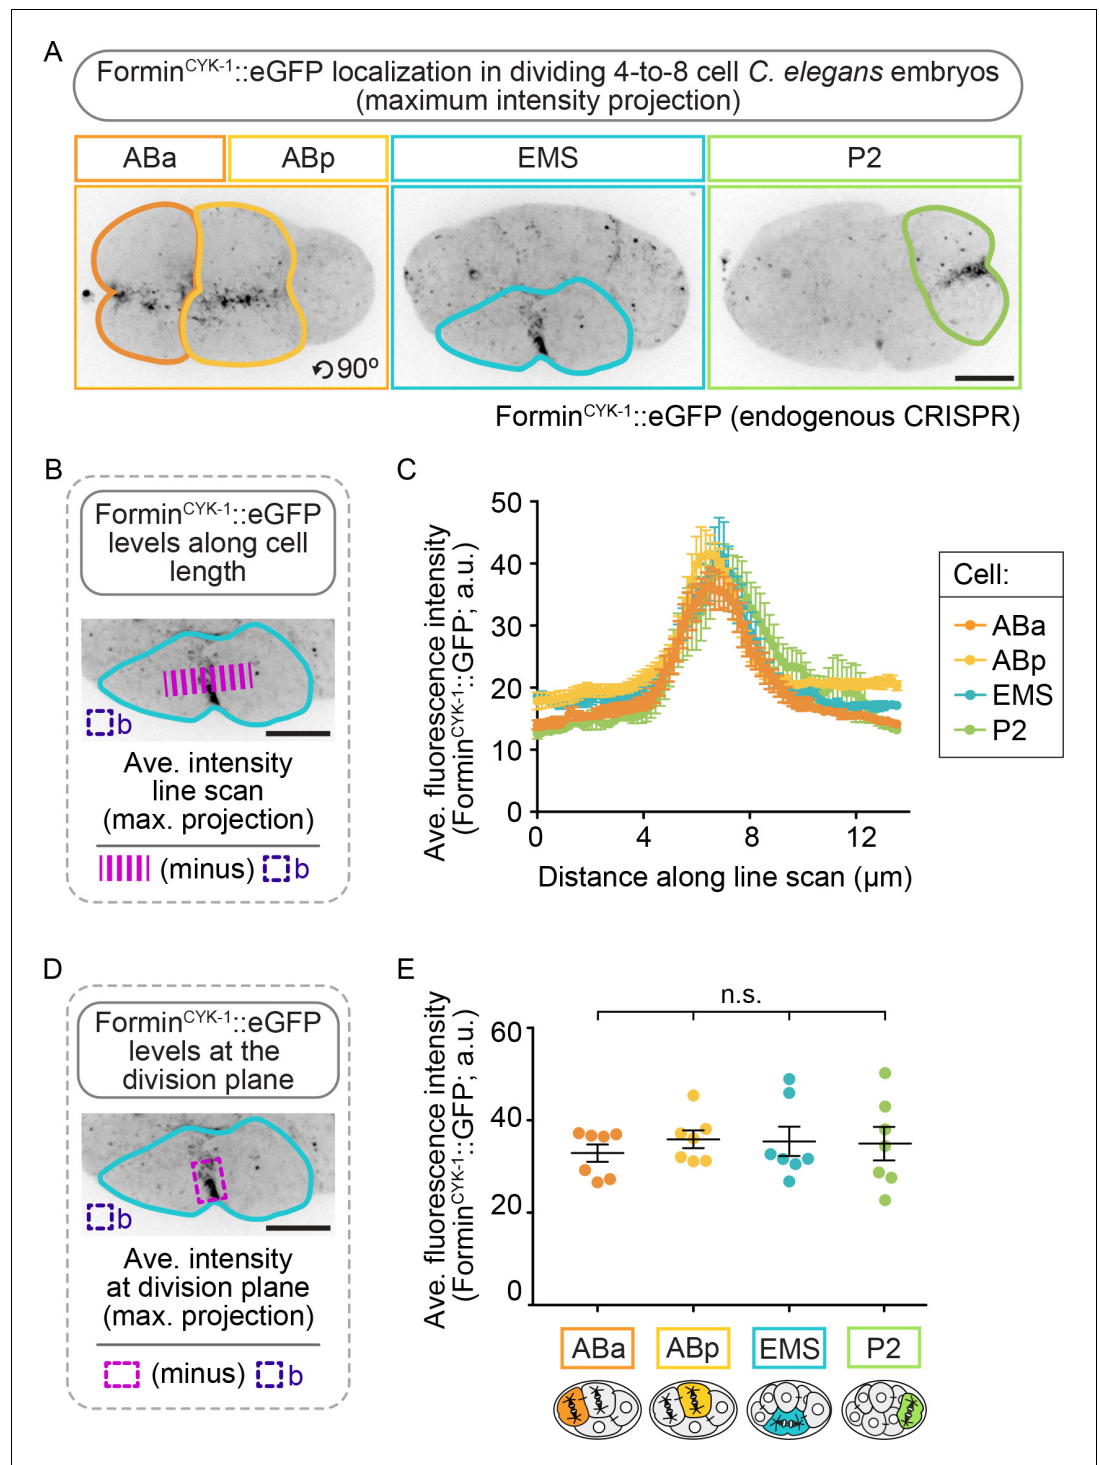 A
Formin^CYK-1::eGFP localization in dividing 4-to-8 cell C. elegans embryos
(maximum intensity projection)
ABa
ABp
EMS
P2
90º
Formin^CYK-1::eGFP (endogenous CRISPR)
B
Formin^CYK-1::eGFP
levels along cell
length
b
Ave. intensity
line scan
(max. projection)
(minus) b
C
Ave. fluorescence intensity
(Formin^CYK-1::GFP; a.u.)
50
40
30
20
10
0
0
4
8
12
Distance along line scan (µm)
Cell:
ABa
ABp
EMS
P2
D
Formin^CYK-1::eGFP
levels at the
division plane
b
Ave. intensity
at division plane
(max. projection)
(minus) b
E
Ave. fluorescence intensity
(Formin^CYK-1::GFP; a.u.)
n.s.
60
40
20
0
ABa
ABp
EMS
P2